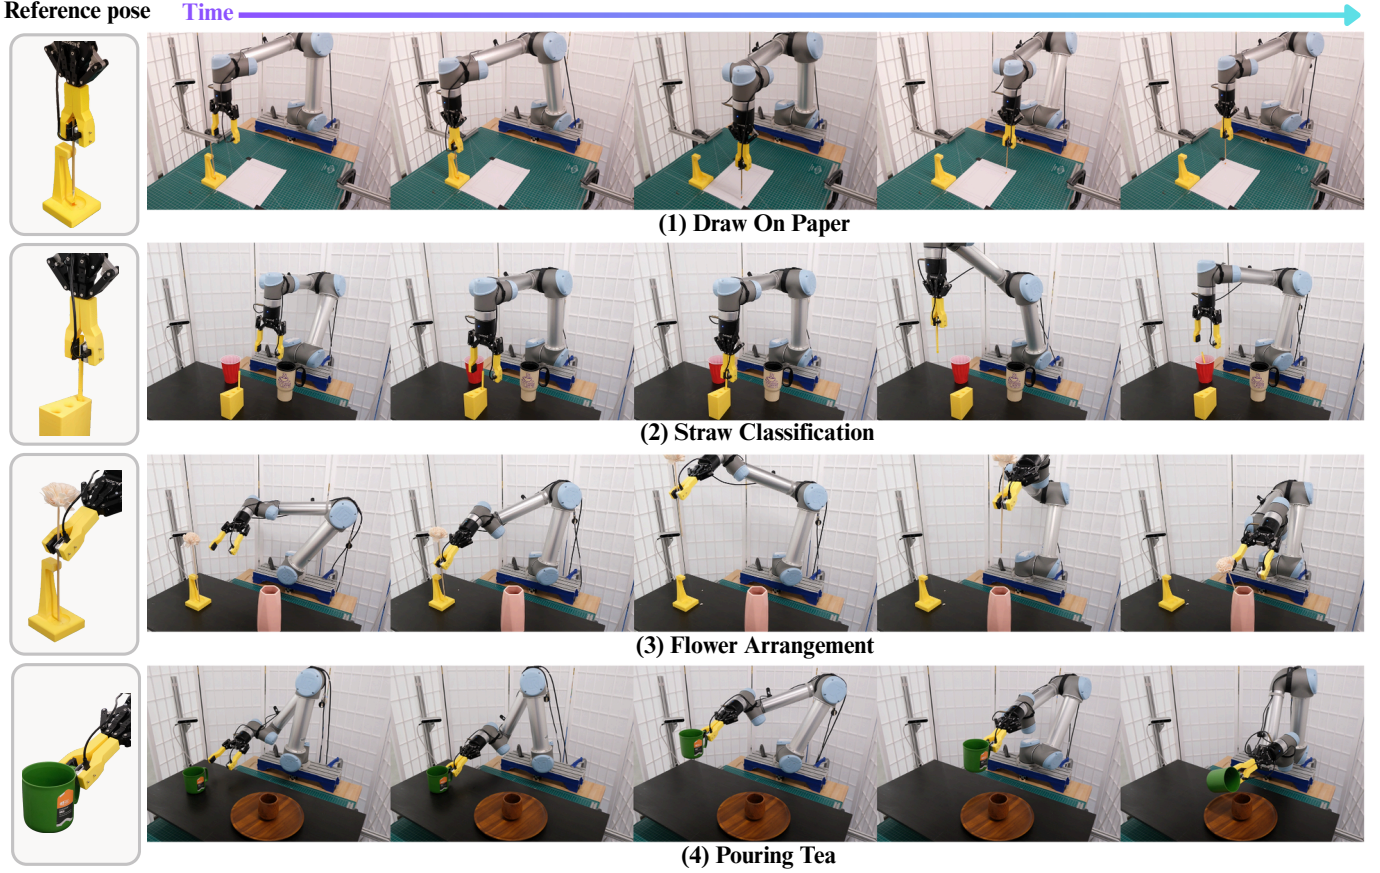 Reference pose
Time
(1) Draw On Paper
(2) Straw Classification
(3) Flower Arrangement
(4) Pouring Tea